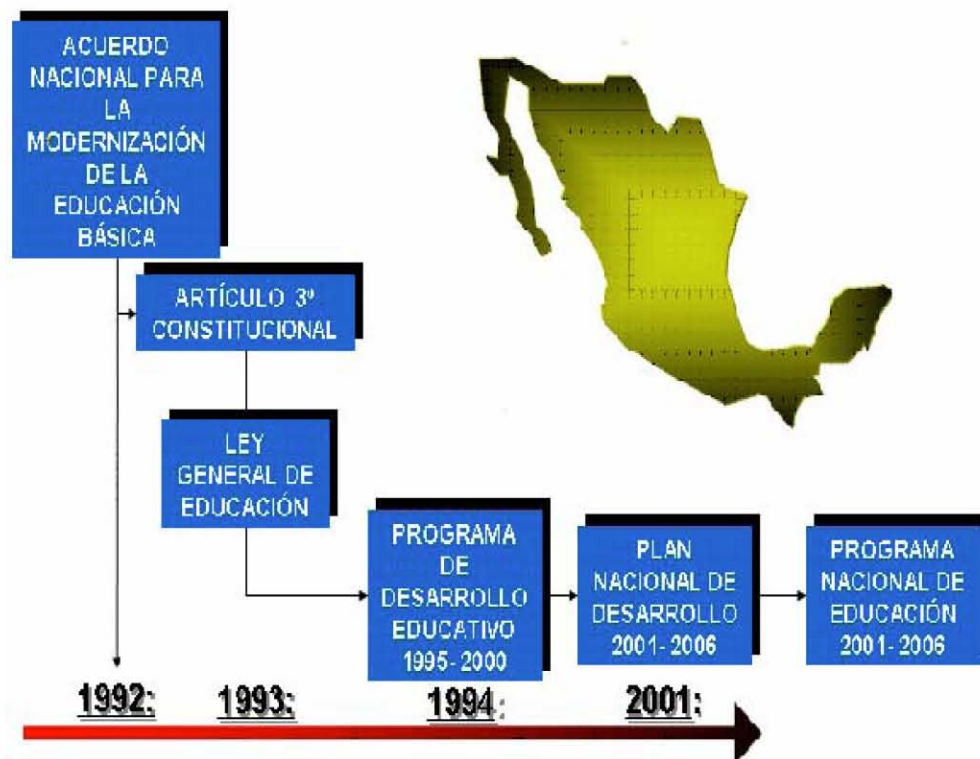 ACUERDO
NACIONAL PARA
LA
MODERNIZACIÓN
DE LA
EDUCACIÓN
BÁSICA
ARTÍCULO 3º
CONSTITUCIONAL
LEY
GENERAL DE
EDUCACIÓN
PROGRAMA
DE
DESARROLLO
EDUCATIVO
1995- 2000
PLAN
NACIONAL DE
DESARROLLO
2001- 2006
PROGRAMA
NACIONAL DE
EDUCACIÓN
2001- 2006
1992:
1993:
1994:
2001: